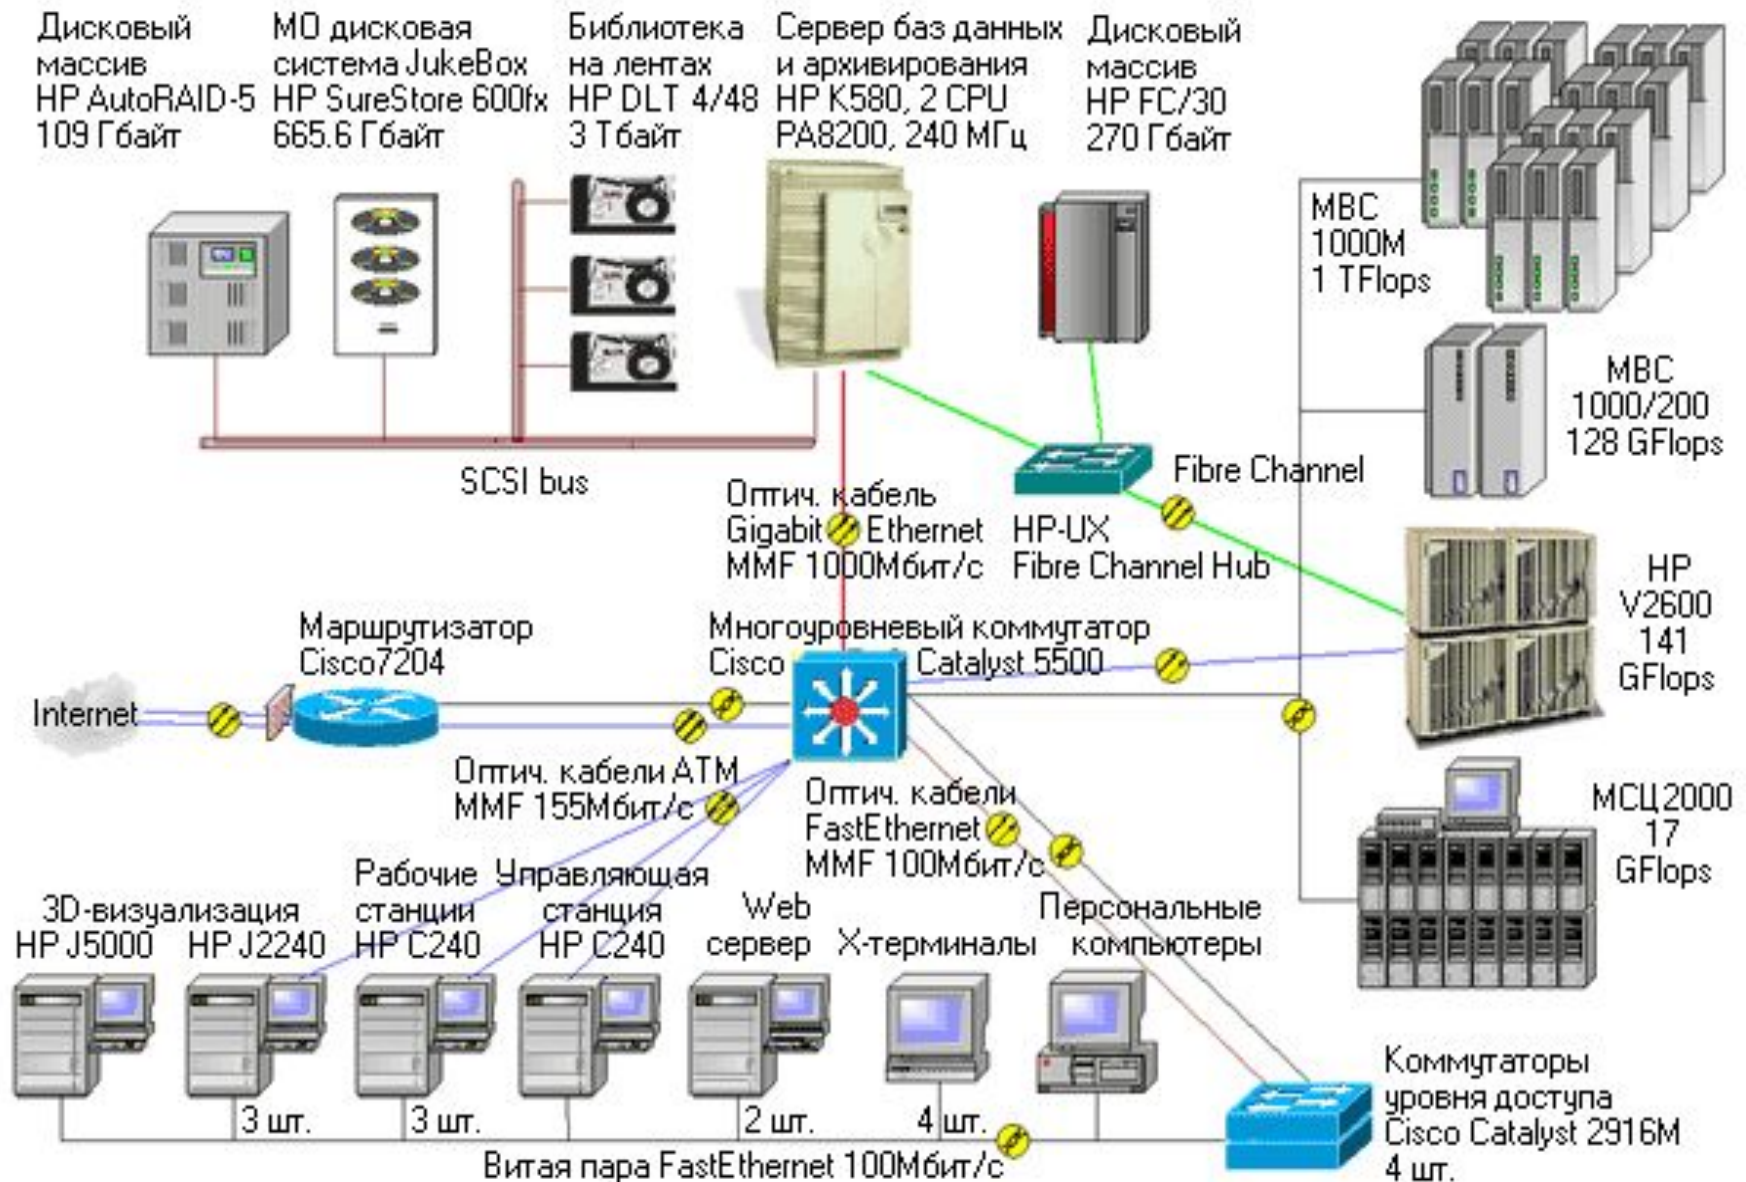 Дисковый
массив
HP AutoRAID-5
109 Гбайт
МО дисковая
система JukeBox
HP SureStore 600fx
665.6 Гбайт
Библиотека
на лентах
HP DLT 4/48
3 Тбайт
Сервер баз данных
и архивирования
HP K580, 2 CPU
PA8200, 240 МГц
Дисковый
массив
HP FC/30
270 Гбайт
МВС
1000М
1 TFlops
МВС
1000/200
128 GFlops
SCSI bus
Оптич. кабель
Gigabit Ethernet
MMF 1000Мбит/с
Fibre Channel
HP-UX
Fibre Channel Hub
HP
V2600
141
GFlops
Маршрутизатор
Cisco7204
Многоуровневый коммутатор
Cisco Catalyst 5500
Internet
Оптич. кабели ATM
MMF 155Мбит/с
Оптич. кабели
FastEthernet
MMF 100Мбит/с
МСЦ2000
17
GFlops
3D-визуализация
HP J5000 HP J2240
Рабочие
станции
HP C240
Управляющая
станция
HP C240
Web
сервер
X-терминалы
Персональные
компьютеры
3 шт.
3 шт.
2 шт.
4 шт.
Витая пара FastEthernet 100Мбит/с
Коммутаторы
уровня доступа
Cisco Catalyst 2916M
4 шт.